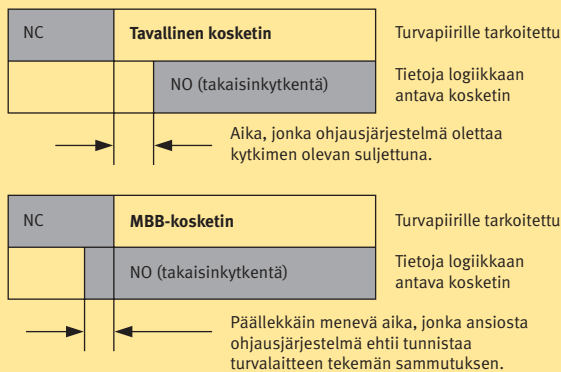 NC
Tavallinen kosketin
Turvapiirille tarkoitettu
NO (takaisinkytkentä)
Tietoja logiikkaan
antava kosketin
Aika, jonka ohjausjärjestelmä olettaa
kytkimen olevan suljettuna.
NC
MBB-kosketin
Turvapiirille tarkoitettu
NO (takaisinkytkentä)
Tietoja logiikkaan
antava kosketin
Päällekkäin menevä aika, jonka ansiosta
ohjausjärjestelmä ehtii tunnistaa
turvalaitteen tekemän sammutuksen.